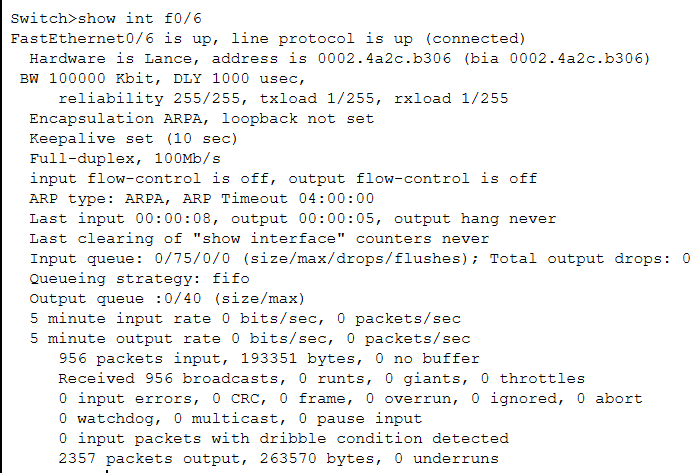 Switch>show int f0/6
FastEthernet0/6 is up, line protocol is up (connected)
Hardware is Lance, address is 0002.4a2c.b306 (bia 0002.4a2c.b306)
BW 100000 Kbit, DLY 1000 usec,
reliability 255/255, txload 1/255, rxload 1/255
Encapsulation ARPA, loopback not set
Keepalive set (10 sec)
Full-duplex, 100Mb/s
input flow-control is off, output flow-control is off
ARP type: ARPA, ARP Timeout 04:00:00
Last input 00:00:08, output 00:00:05, output hang never
Last clearing of "show interface" counters never
Input queue: 0/75/0/0 (size/max/drops/flushes); Total output drops: 0
Queueing strategy: fifo
Output queue :0/40 (size/max)
5 minute input rate 0 bits/sec, 0 packets/sec
5 minute output rate 0 bits/sec, 0 packets/sec
956 packets input, 193351 bytes, 0 no buffer
Received 956 broadcasts, 0 runts, 0 giants, 0 throttles
0 input errors, 0 CRC, 0 frame, 0 overrun, 0 ignored, 0 abort
0 watchdog, 0 multicast, 0 pause input
0 input packets with dribble condition detected
2357 packets output, 263570 bytes, 0 underruns